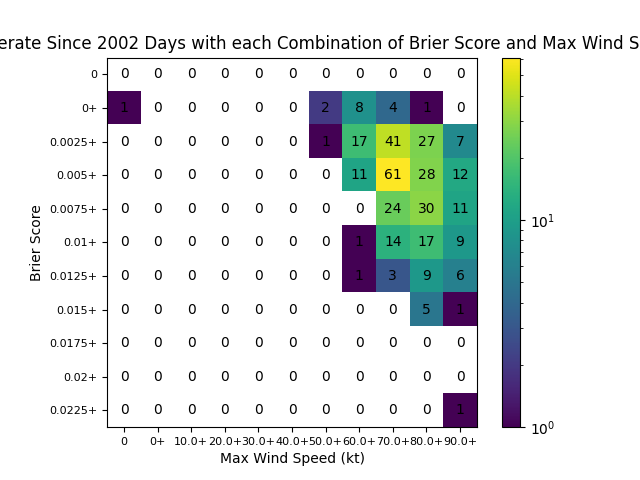 erate Since 2002 Days with each Combination of Brier Score and Max Wind S
0 0 0 0 0 0 0 0 0 0 0 0
0+ 1 0 0 0 0 0 2 8 4 1 0
0.0025+ 0 0 0 0 0 0 1 17 41 27 7
0.005+ 0 0 0 0 0 0 0 11 61 28 12
0.0075+ 0 0 0 0 0 0 0 0 24 30 11
0.01+ 0 0 0 0 0 0 0 1 14 17 9
0.0125+ 0 0 0 0 0 0 0 1 3 9 6
0.015+ 0 0 0 0 0 0 0 0 0 5 1
0.0175+ 0 0 0 0 0 0 0 0 0 0 0
0.02+ 0 0 0 0 0 0 0 0 0 0 0
0.0225+ 0 0 0 0 0 0 0 0 0 0 1
0 0+ 10.0+ 20.0+ 30.0+ 40.0+ 50.0+ 60.0+ 70.0+ 80.0+ 90.0+
Max Wind Speed (kt)
Brier Score
10¹
10⁰